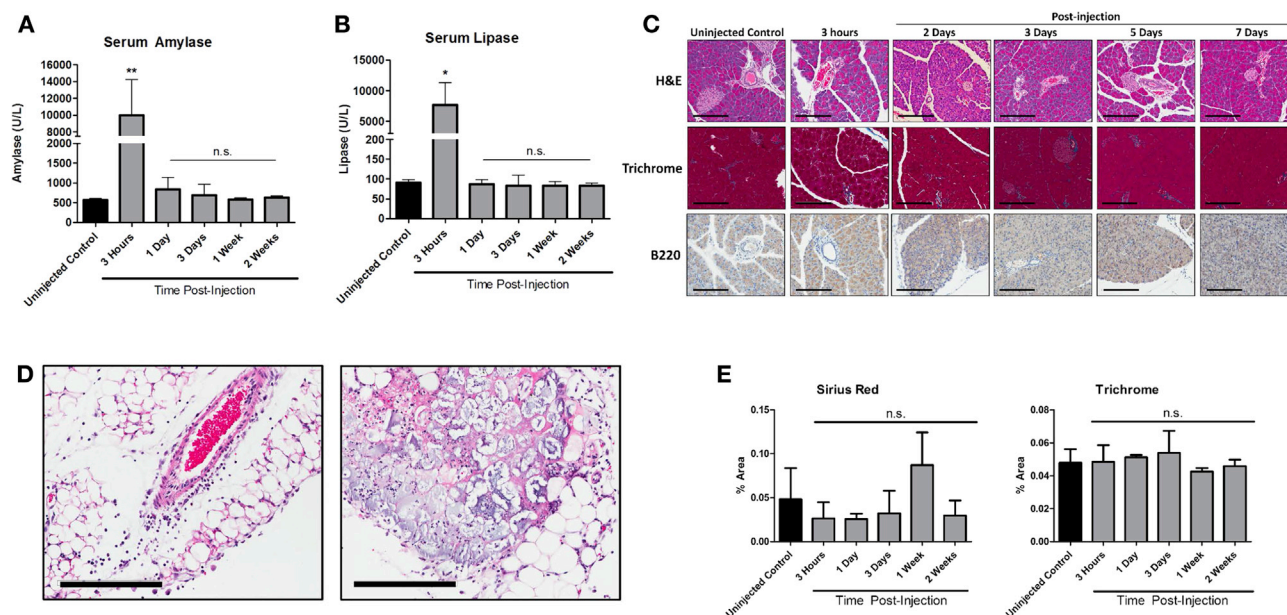 A
Serum Amylase
Amylase (U/L)
16000
14000
12000
10000
8000
6000
4000
2000
1000
500
0
**
n.s.
Uninjected Control
3 Hours
1 Day
3 Days
1 Week
2 Weeks
Time Post-Injection
B
Serum Lipase
Lipase (U/L)
15000
10000
5000
100
75
50
25
0
*
n.s.
Uninjected Control
3 Hours
1 Day
3 Days
1 Week
2 Weeks
Time Post-Injection
C
Post-injection
Uninjected Control
3 hours
2 Days
3 Days
5 Days
7 Days
H&E
Trichrome
B220
D
E
Sirius Red
% Area
0.15
0.10
0.05
0.00
n.s.
Uninjected Control
3 Hours
1 Day
3 Days
1 Week
2 Weeks
Time Post-Injection
Trichrome
% Area
0.08
0.06
0.04
0.02
0.00
n.s.
Uninjected Control
3 Hours
1 Day
3 Days
1 Week
2 Weeks
Time Post-Injection